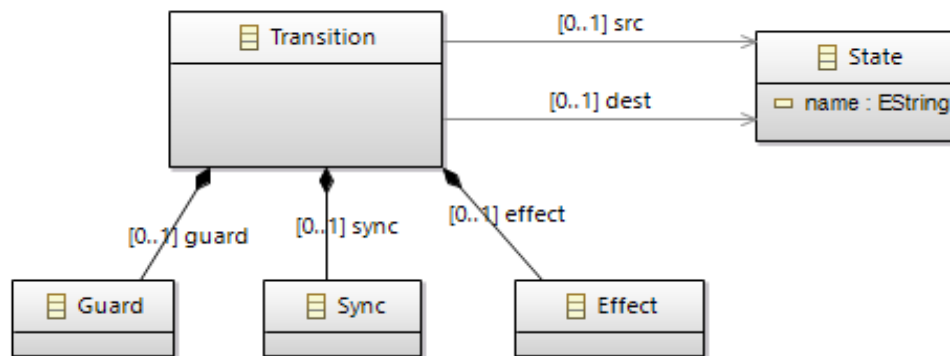 Transition
[0..1] src
State
name : EString
[0..1] dest
[0..1] guard
[0..1] sync
[0..1] effect
Guard
Sync
Effect